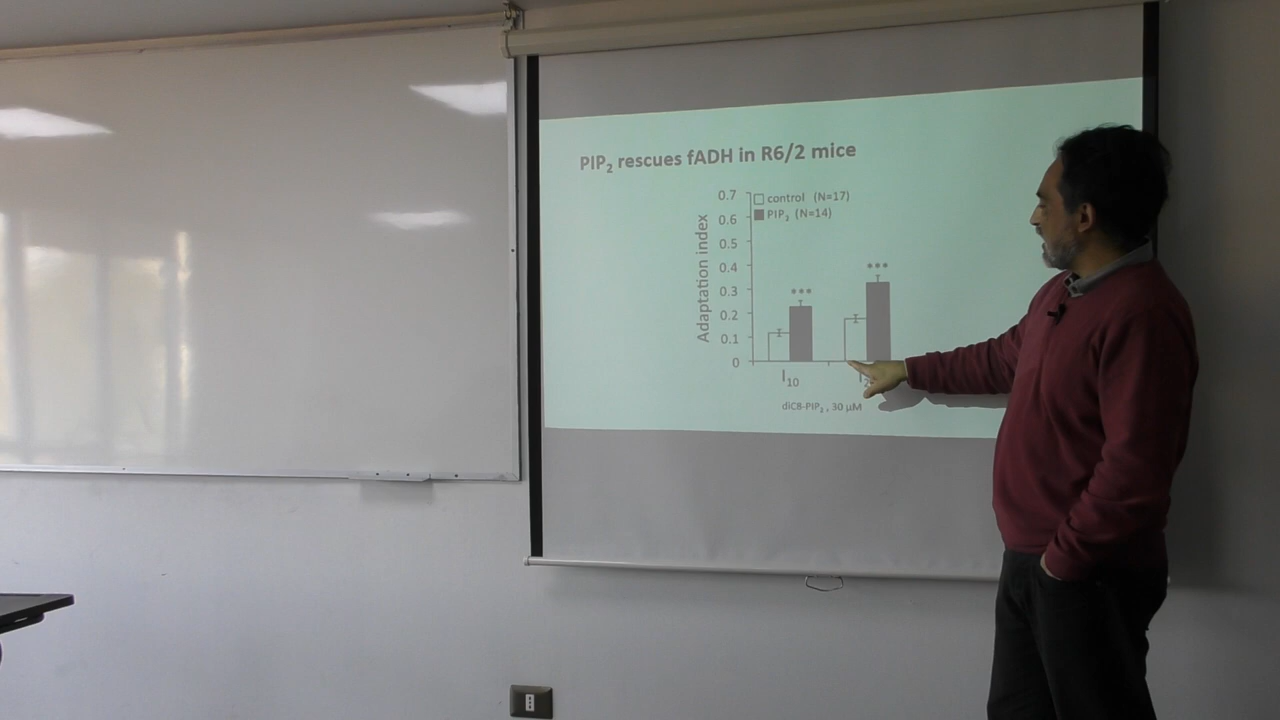 PIP₂ rescues fADH in R6/2 mice
0.7
control (N=17)
PIP₂ (N=14)
0.6
0.5
0.4
0.3
0.2
0.1
0
Adaptation index
***
***
I₁₀
diC8-PIP₂ , 30 µM